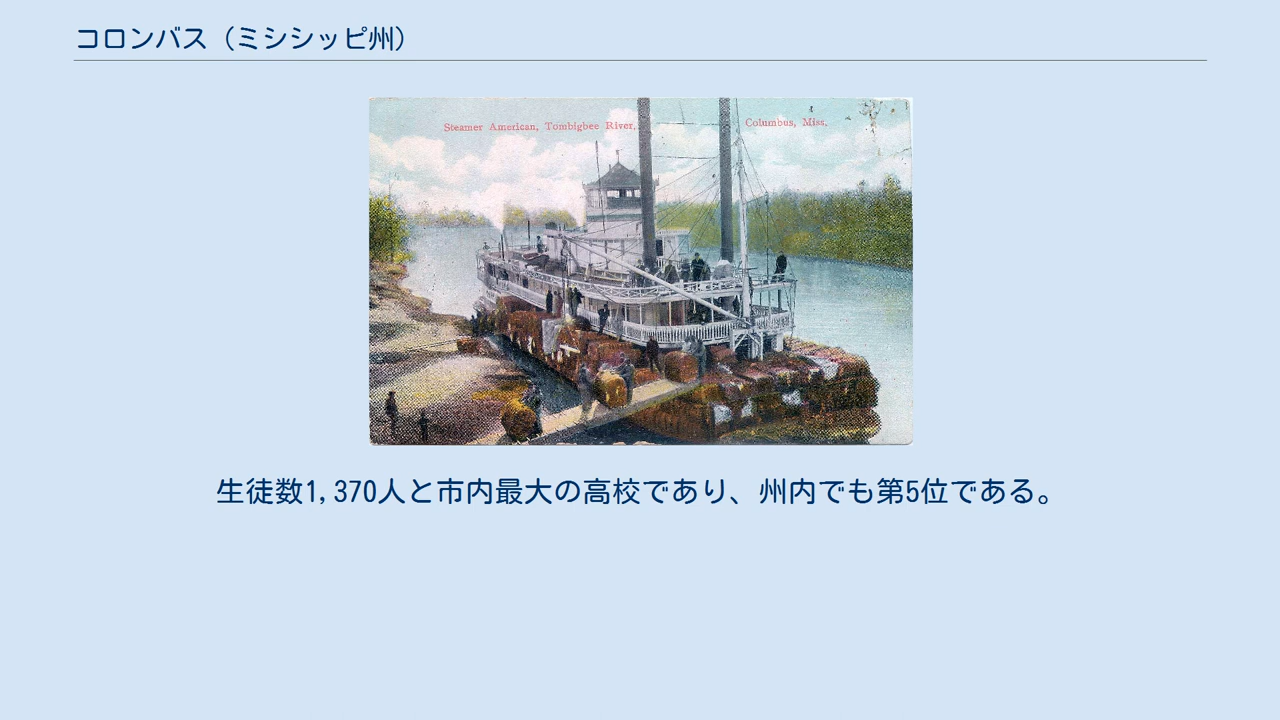 コロンバス（ミシシッピ州）
Steamer American, Tombigbee River,
Columbus, Miss.
生徒数1,370人と市内最大の高校であり、州内でも第5位である。